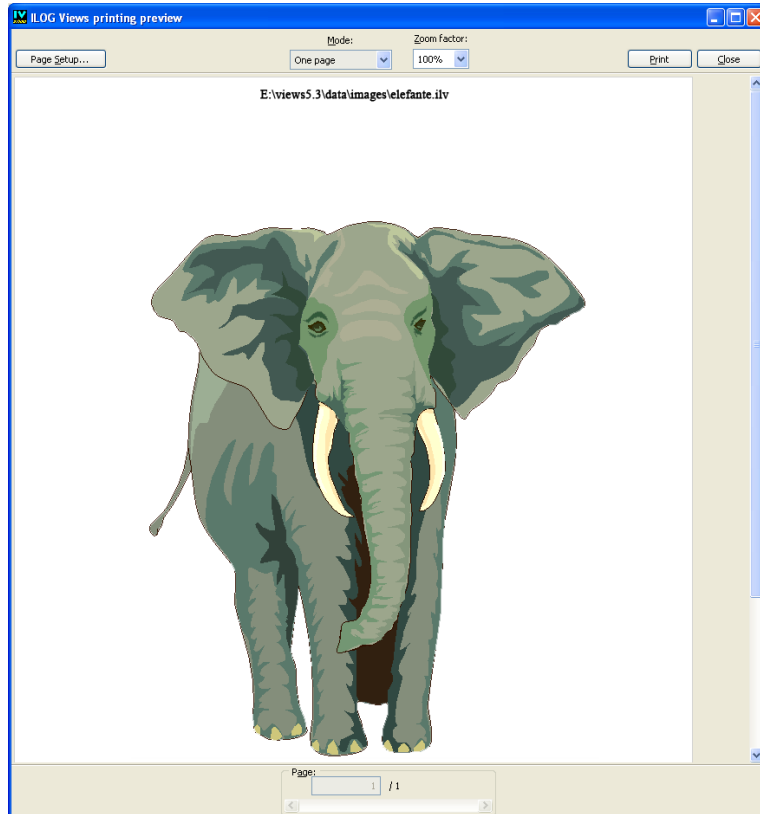 ILOG Views printing preview
Mode:
Zoom factor:
Page Setup...
One page
100%
Print
Close
E:\views5.3\data\images\elefante.ilv
Page:
1 / 1